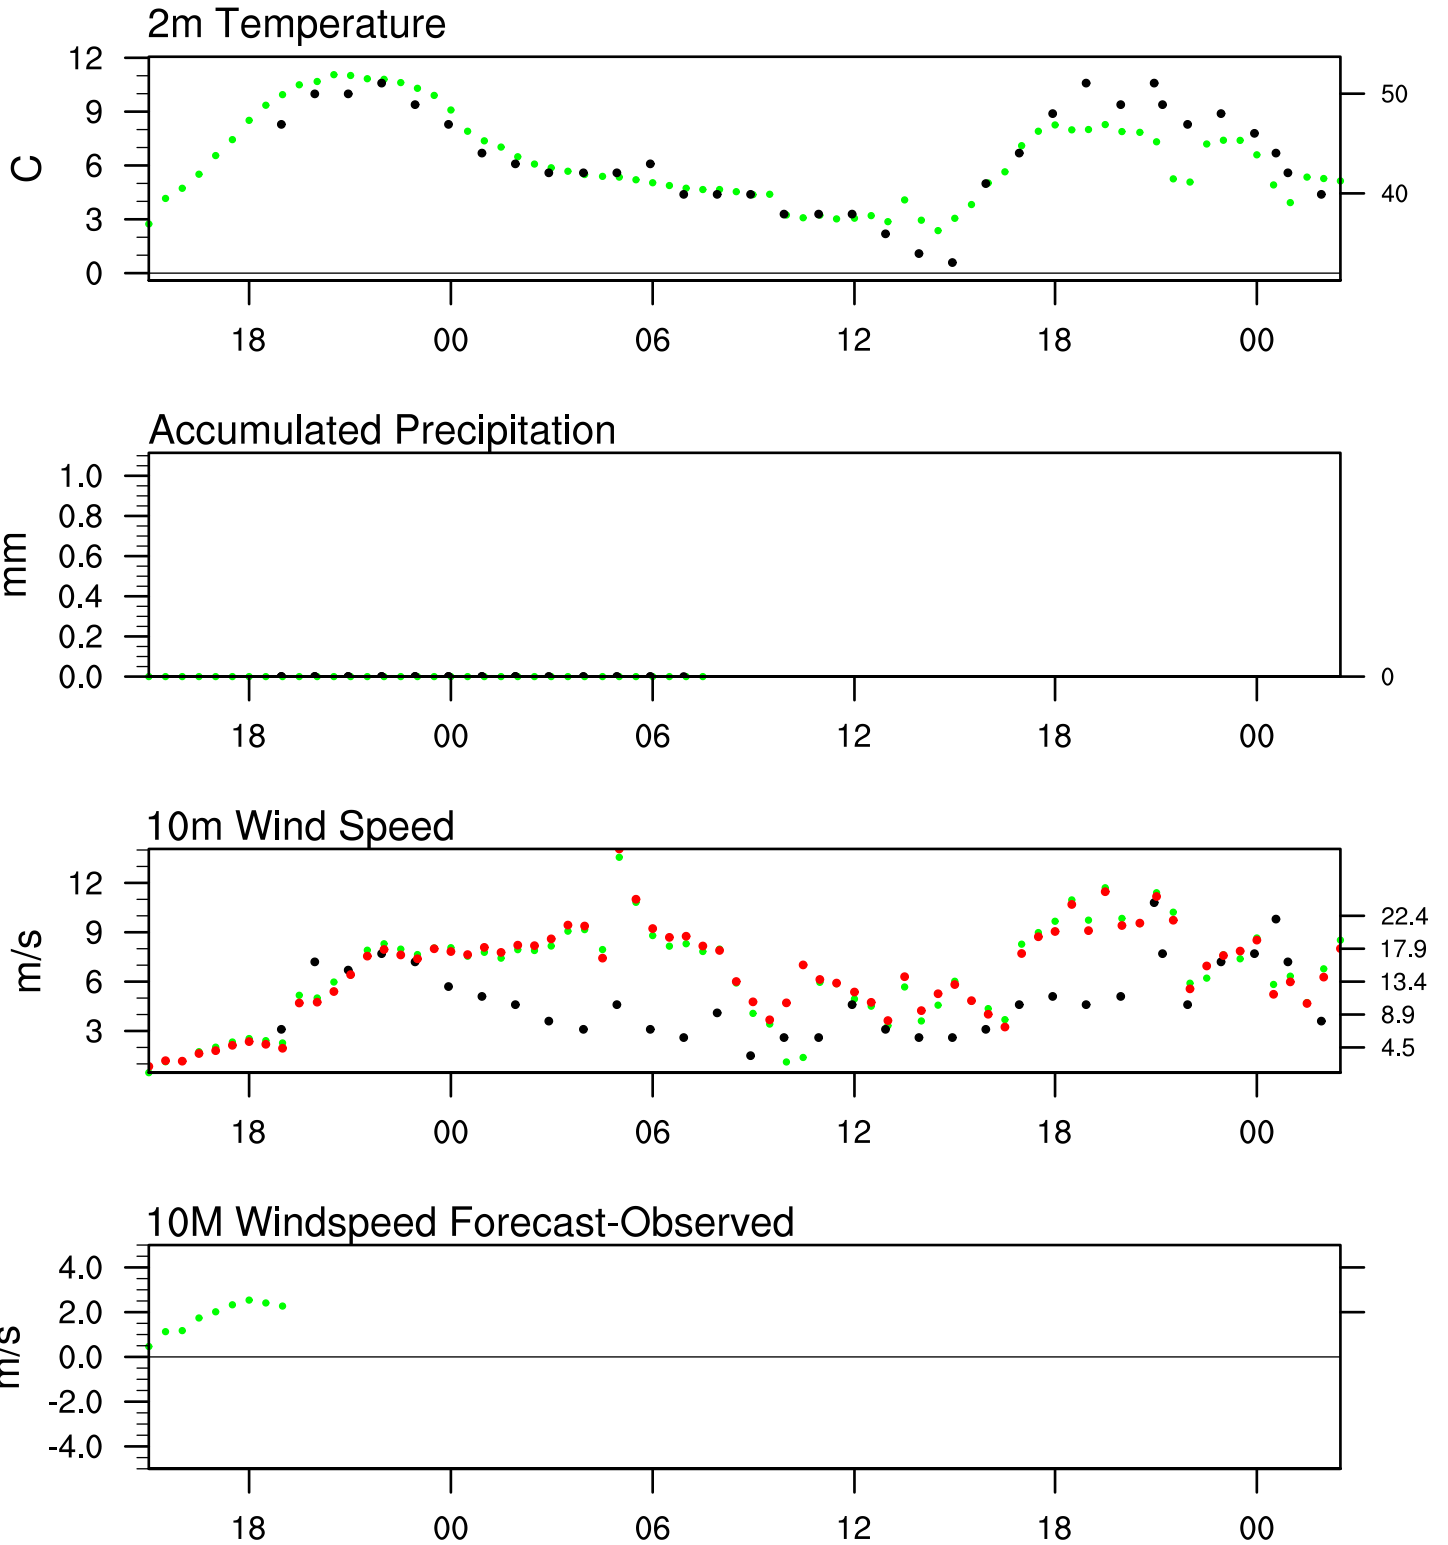 2m Temperature
12
9
6
3
0
C
50
40
18 00 06 12 18 00
Accumulated Precipitation
1.0
0.8
0.6
0.4
0.2
0.0
mm
0
18 00 06 12 18 00
10m Wind Speed
12
9
6
3
m/s
22.4
17.9
13.4
8.9
4.5
18 00 06 12 18 00
10M Windspeed Forecast-Observed
4.0
2.0
0.0
-2.0
-4.0
m/s
18 00 06 12 18 00